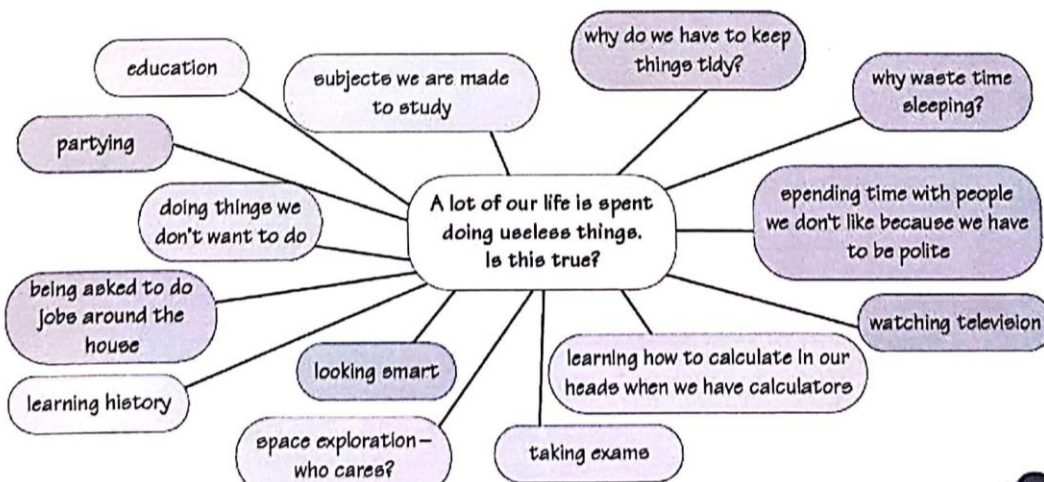 why do we have to keep
things tidy?
education
subjects we are made
to study
why waste time
sleeping?
partying
A lot of our life is spent
doing useless things.
Is this true?
spending time with people
we don't like because we have
to be polite
doing things we
don't want to do
being asked to do
jobs around the
house
watching television
looking smart
learning how to calculate in our
heads when we have calculators
learning history
space exploration–
who cares?
taking exams